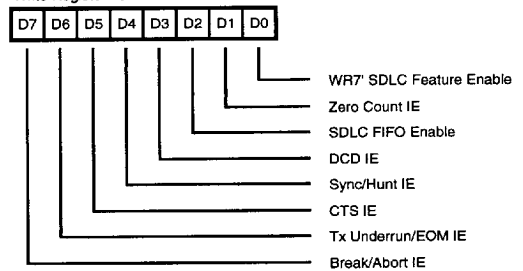 D7 D6 D5 D4 D3 D2 D1 D0
WR7' SDLC Feature Enable
Zero Count IE
SDLC FIFO Enable
DCD IE
Sync/Hunt IE
CTS IE
Tx Underrun/EOM IE
Break/Abort IE